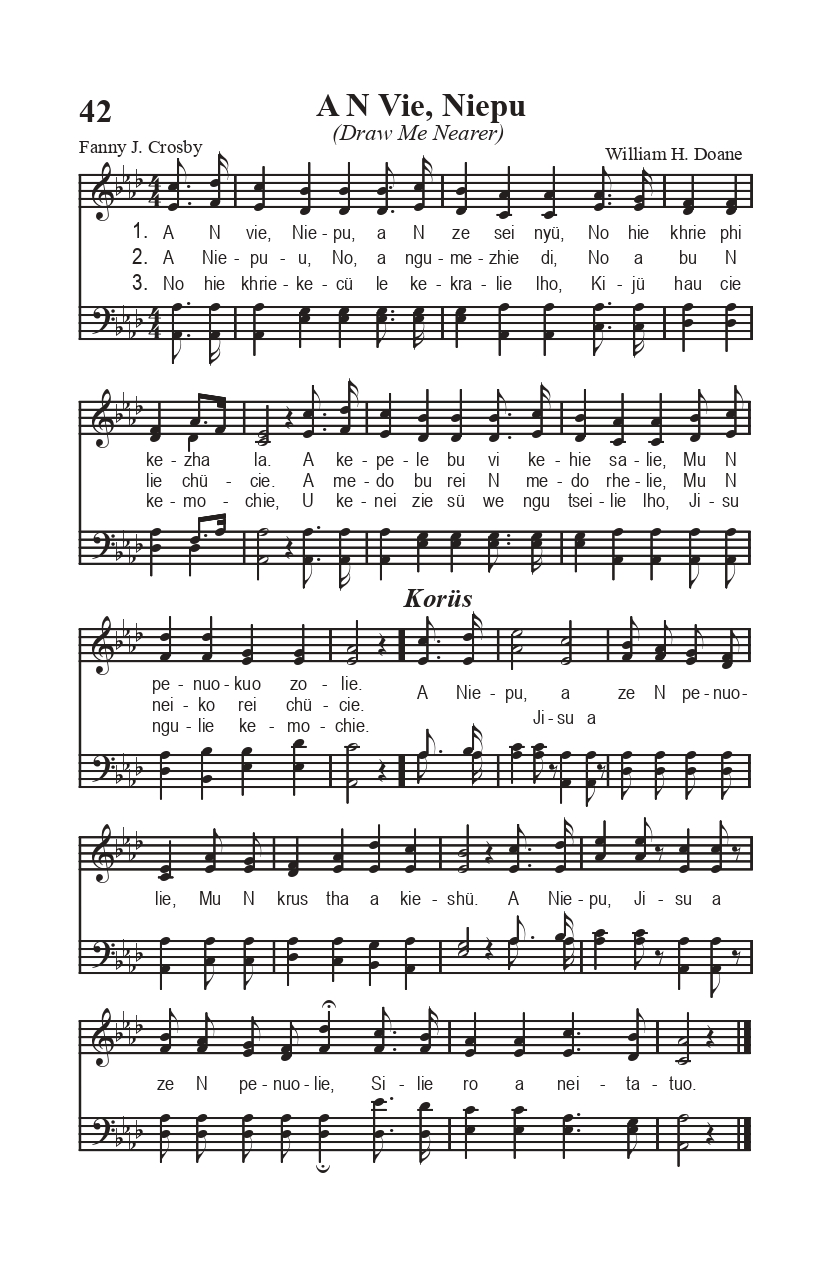 42
A N Vie, Niepu
(Draw Me Nearer)
Fanny J. Crosby
William H. Doane
1. A N vie, Nie - pu, a N ze sei nyü, No hie khrie phi
2. A Nie - pu - u, No, a ngu - me - zhie di, No a bu N
3. No hie khrie - ke - cü le ke - kra - lie lho, Ki - jü hau cie
ke - zha la. A ke - pe - le bu vi ke - hie sa - lie, Mu N
lie chü - cie. A me - do bu rei N me - do rhe - lie, Mu N
ke - mo - chie, U ke - nei zie sü we ngu tsei - lie lho, Ji - su
Korüs
pe - nuo - kuo zo - lie. A Nie - pu, a ze N pe - nuo -
nei - ko rei chü - cie.
Ji - su a
ngu - lie ke - mo - chie.
lie, Mu N krus tha a kie - shü. A Nie - pu, Ji - su a
ze N pe - nuo - lie, Si - lie ro a nei - ta - tuo.